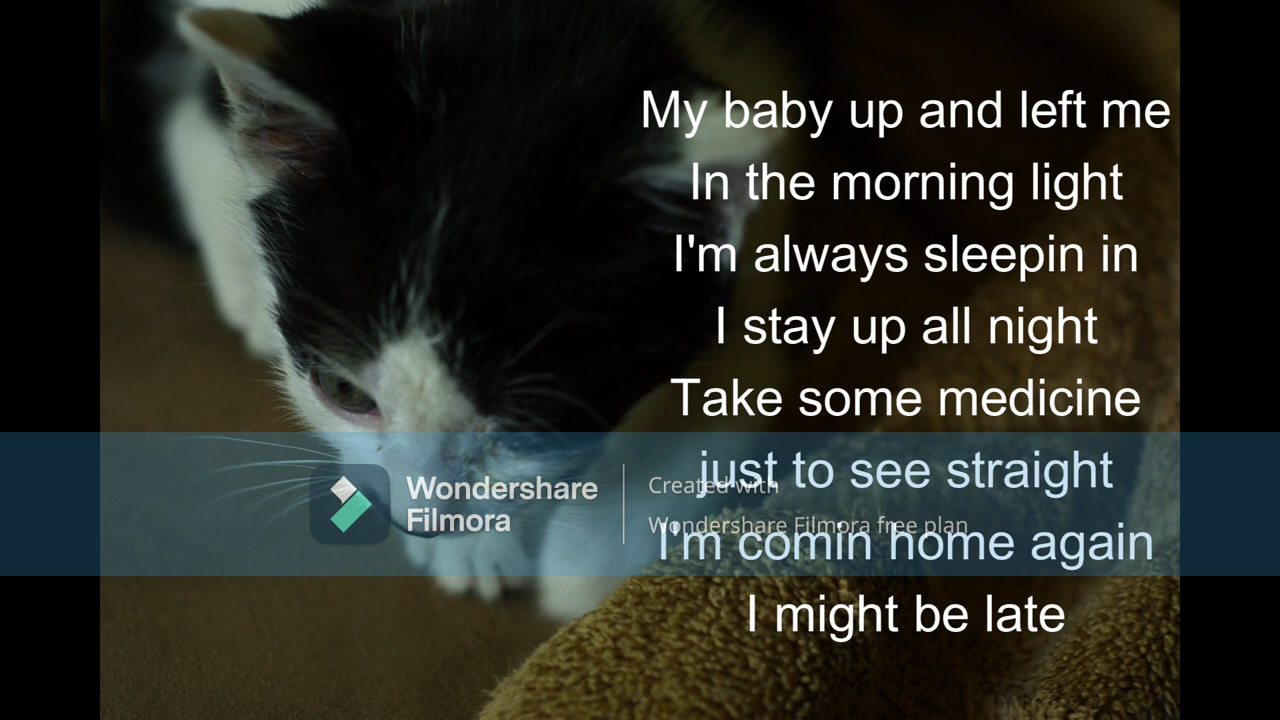 My baby up and left me
In the morning light
I'm always sleepin in
I stay up all night
Take some medicine
just to see straight
I'm comin home again
I might be late
Wondershare
Filmora
Created with
Wondershare Filmora free plan